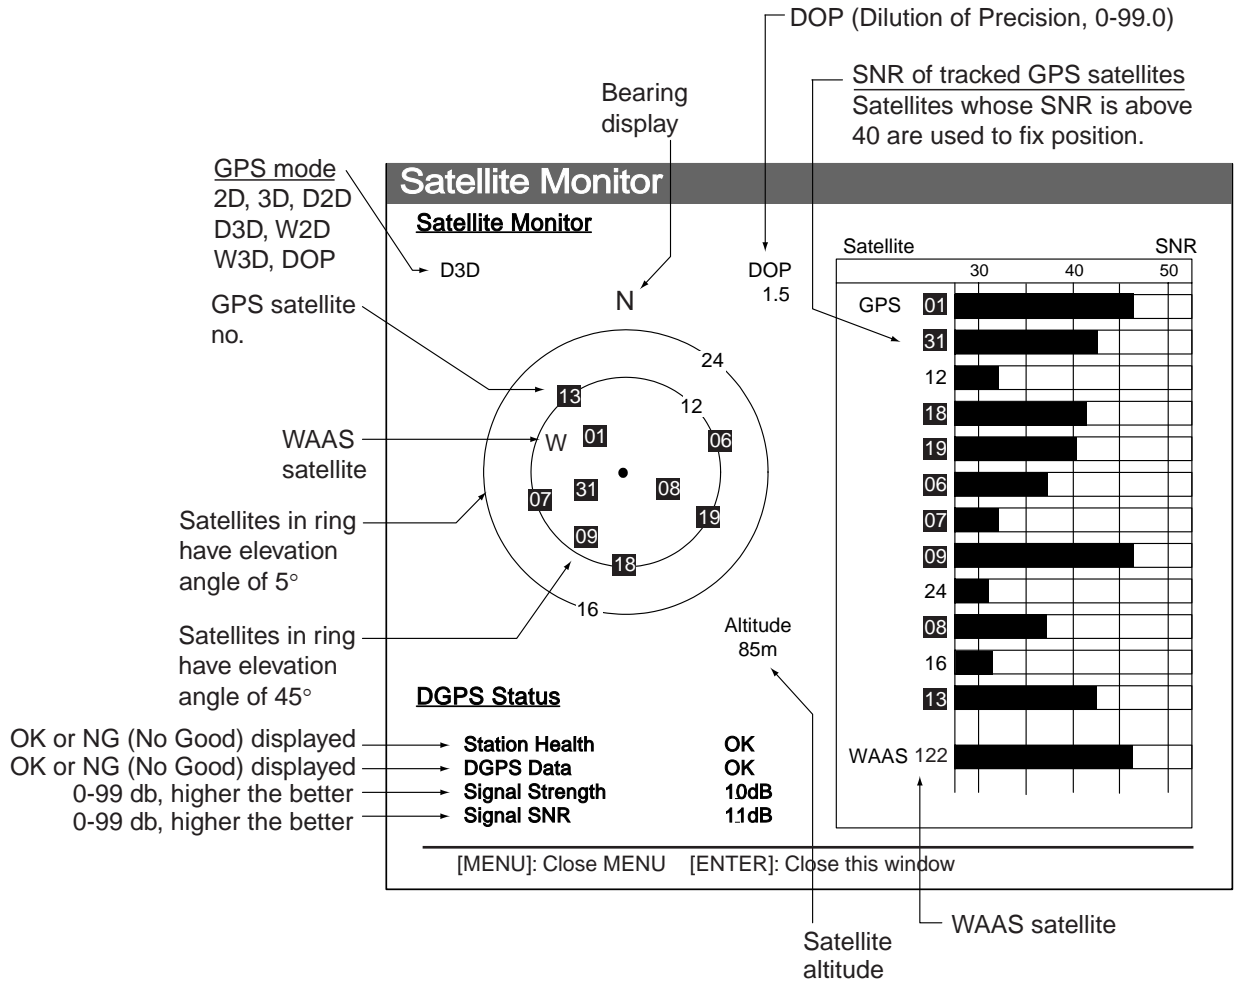 DOP (Dilution of Precision, 0-99.0)
SNR of tracked GPS satellites
Satellites whose SNR is above
40 are used to fix position.
Bearing
display
GPS mode
2D, 3D, D2D
D3D, W2D
W3D, DOP
GPS satellite
no.
WAAS
satellite
Satellites in ring
have elevation
angle of 5°
Satellites in ring
have elevation
angle of 45°
OK or NG (No Good) displayed
OK or NG (No Good) displayed
0-99 db, higher the better
0-99 db, higher the better
Satellite Monitor
Satellite Monitor
D3D
DOP
1.5
N
24
13
12
W
01
06
07
31
08
19
09
18
16
Altitude
85m
DGPS Status
Station Health OK
DGPS Data OK
Signal Strength 10dB
Signal SNR 11dB
Satellite SNR
30 40 50
GPS 01
31
12
18
19
06
07
09
24
08
16
13
WAAS 122
[MENU]: Close MENU [ENTER]: Close this window
WAAS satellite
Satellite
altitude